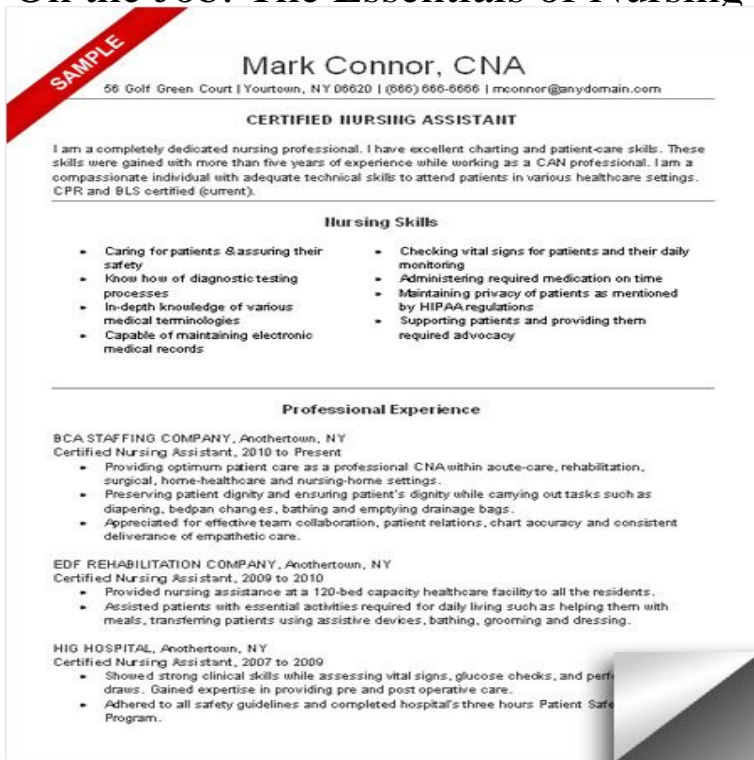 On the Job: The Essentials of Nursing
SAMPLE
Mark Connor, CNA
56 Golf Green Court | Yourtown, NY 06620 | (666) 666-6666 | mconnor@anydomain.com
CERTIFIED NURSING ASSISTANT
I am a completely dedicated nursing professional. I have excellent charting and patient-care skills. These
skills were gained with more than five years of experience while working as a CAN professional. I am a
compassionate individual with adequate technical skills to attend patients in various healthcare settings.
CPR and BLS certified (current).
Nursing Skills
• Caring for patients & assuring their
safety
• Know how of diagnostic testing
processes
• In-depth knowledge of various
medical terminologies
• Capable of maintaining electronic
medical records
• Checking vital signs for patients and their daily
monitoring
• Administering required medication on time
• Maintaining privacy of patients as mentioned
by HIPAA regulations
• Supporting patients and providing them
required advocacy
Professional Experience
BCA STAFFING COMPANY, Anothertown, NY
Certified Nursing Assistant, 2010 to Present
• Providing optimum patient care as a professional CNA within acute-care, rehabilitation,
surgical, home-healthcare and nursing-home settings.
• Preserving patient dignity and ensuring patient's dignity while carrying out tasks such as
diapering, bedpan changes, bathing and emptying drainage bags.
• Appreciated for effective team collaboration, patient relations, chart accuracy and consistent
deliverance of empathetic care.
EDF REHABILITATION COMPANY, Anothertown, NY
Certified Nursing Assistant, 2009 to 2010
• Provided nursing assistance at a 120-bed capacity healthcare facility to all the residents.
• Assisted patients with essential activities required for daily living such as helping them with
meals, transferring patients using assistive devices, bathing, grooming and dressing.
HIG HOSPITAL, Anothertown, NY
Certified Nursing Assistant, 2007 to 2009
• Showed strong clinical skills while assessing vital signs, glucose checks, and
draws. Gained expertise in providing pre and post operative care.
• Adhered to all safety guidelines and completed hospital's three hours Patient
Program.